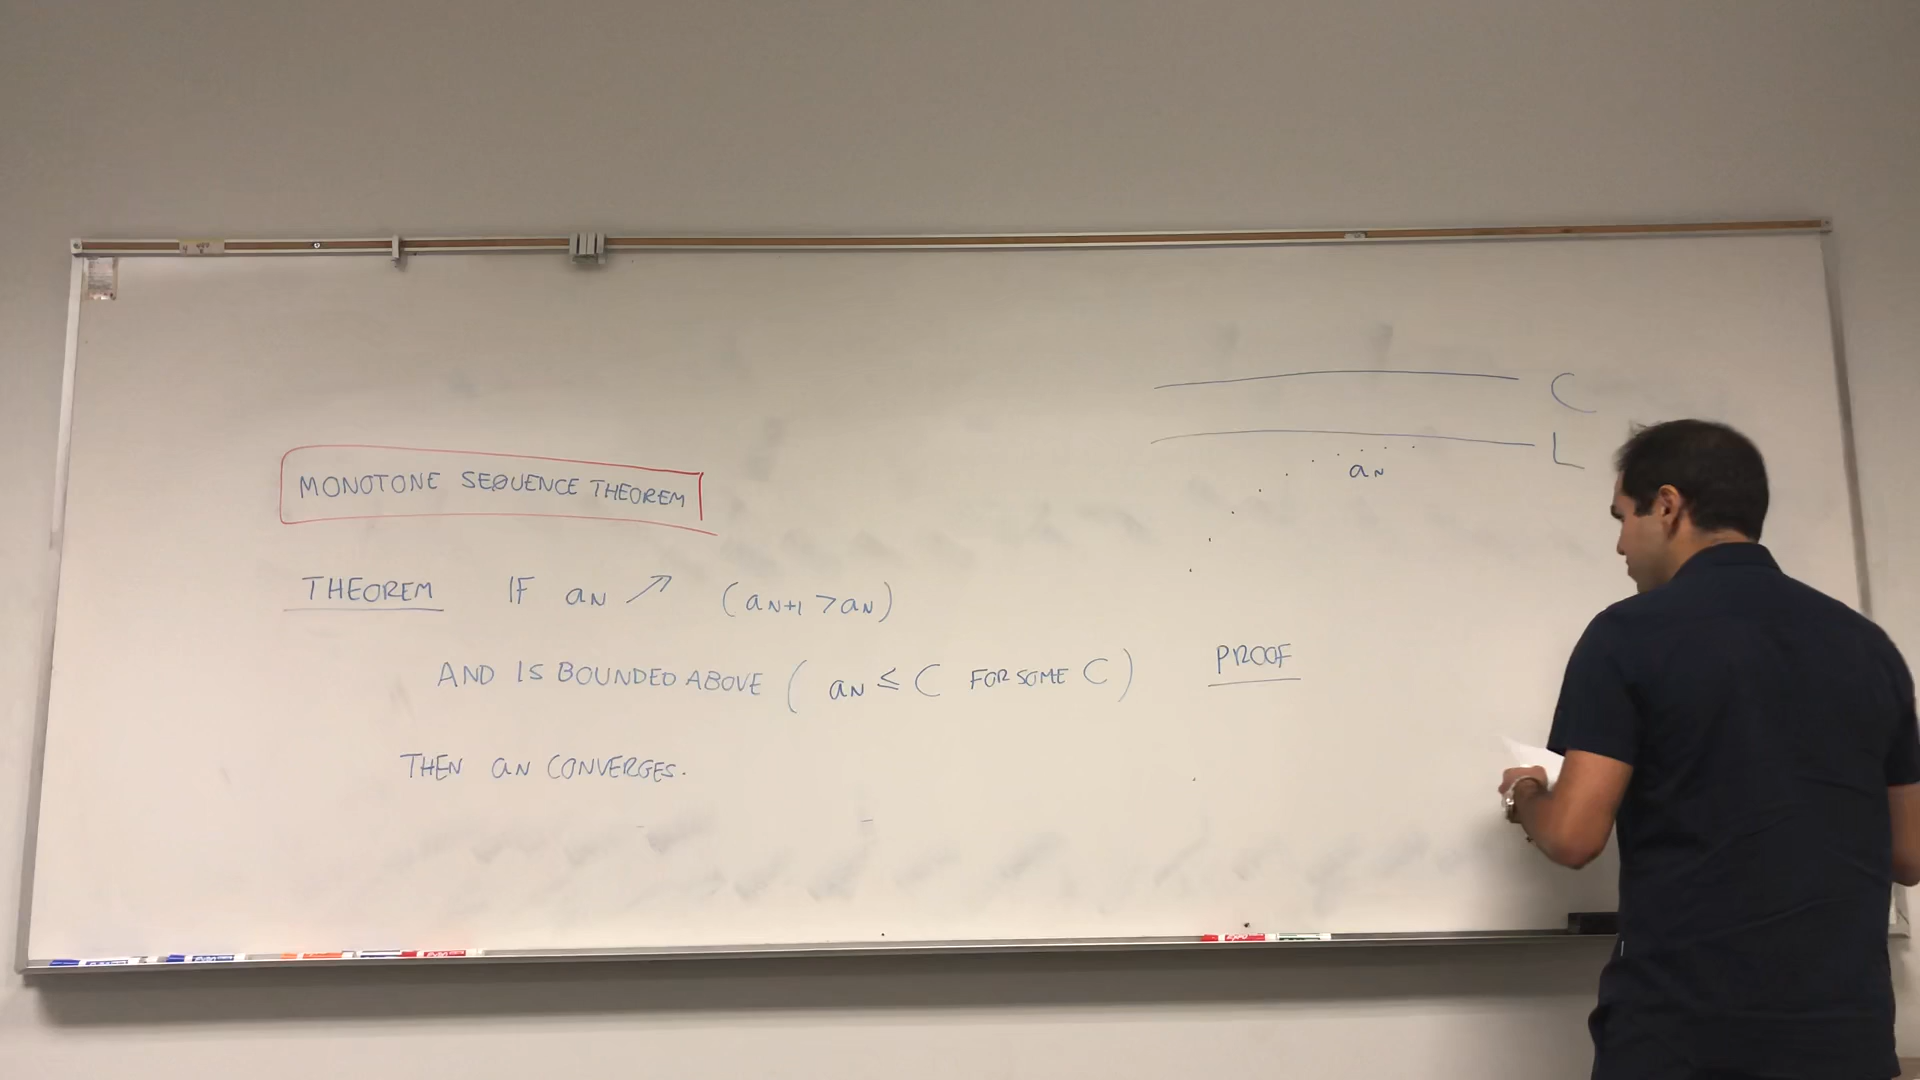 MONOTONE SEQUENCE THEOREM
THEOREM IF aN ↗ (aN+1 > aN)
AND IS BOUNDED ABOVE (aN ≤ C FOR SOME C)
THEN aN CONVERGES.
C
L
aN
PROOF